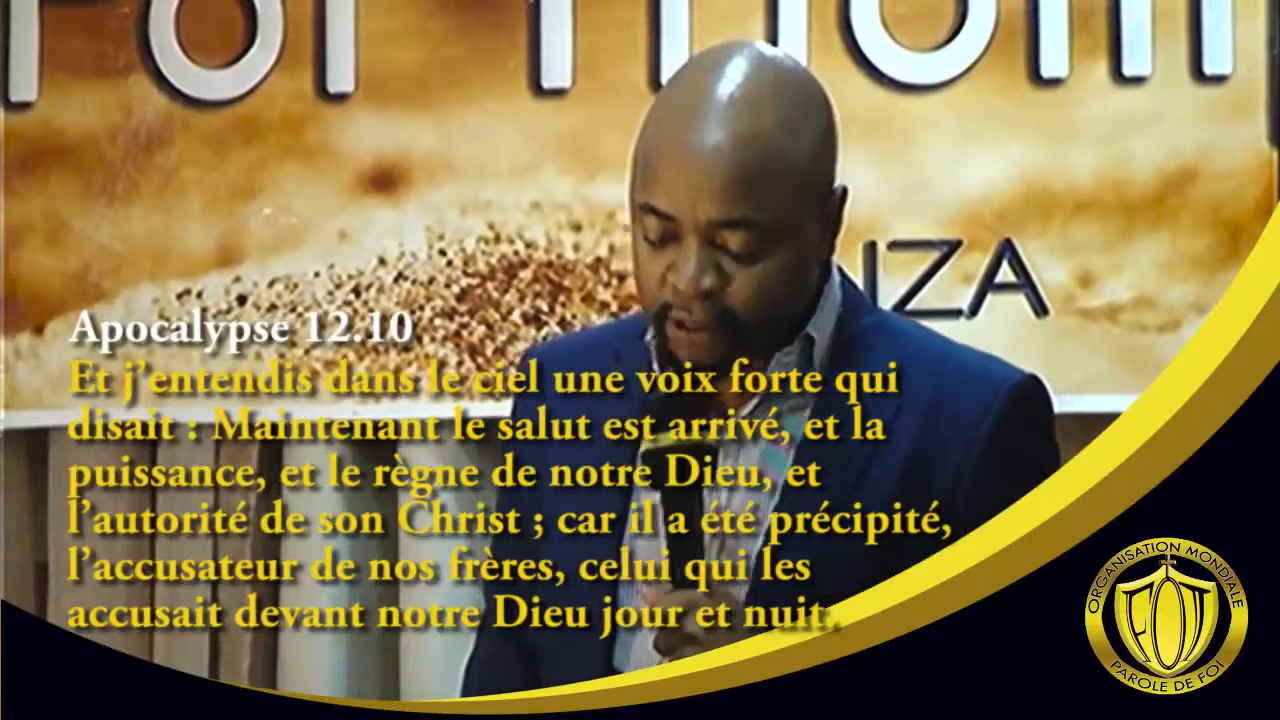 Foi
IZA
Apocalypse 12.10
Et j’entendis dans le ciel une voix forte qui
disait : Maintenant le salut est arrivé, et la
puissance, et le règne de notre Dieu, et
l’autorité de son Christ ; car il a été précipité,
l’accusateur de nos frères, celui qui les
accusait devant notre Dieu jour et nuit.
ORGANISATION MONDIALE
FOI
PAROLE DE FOI